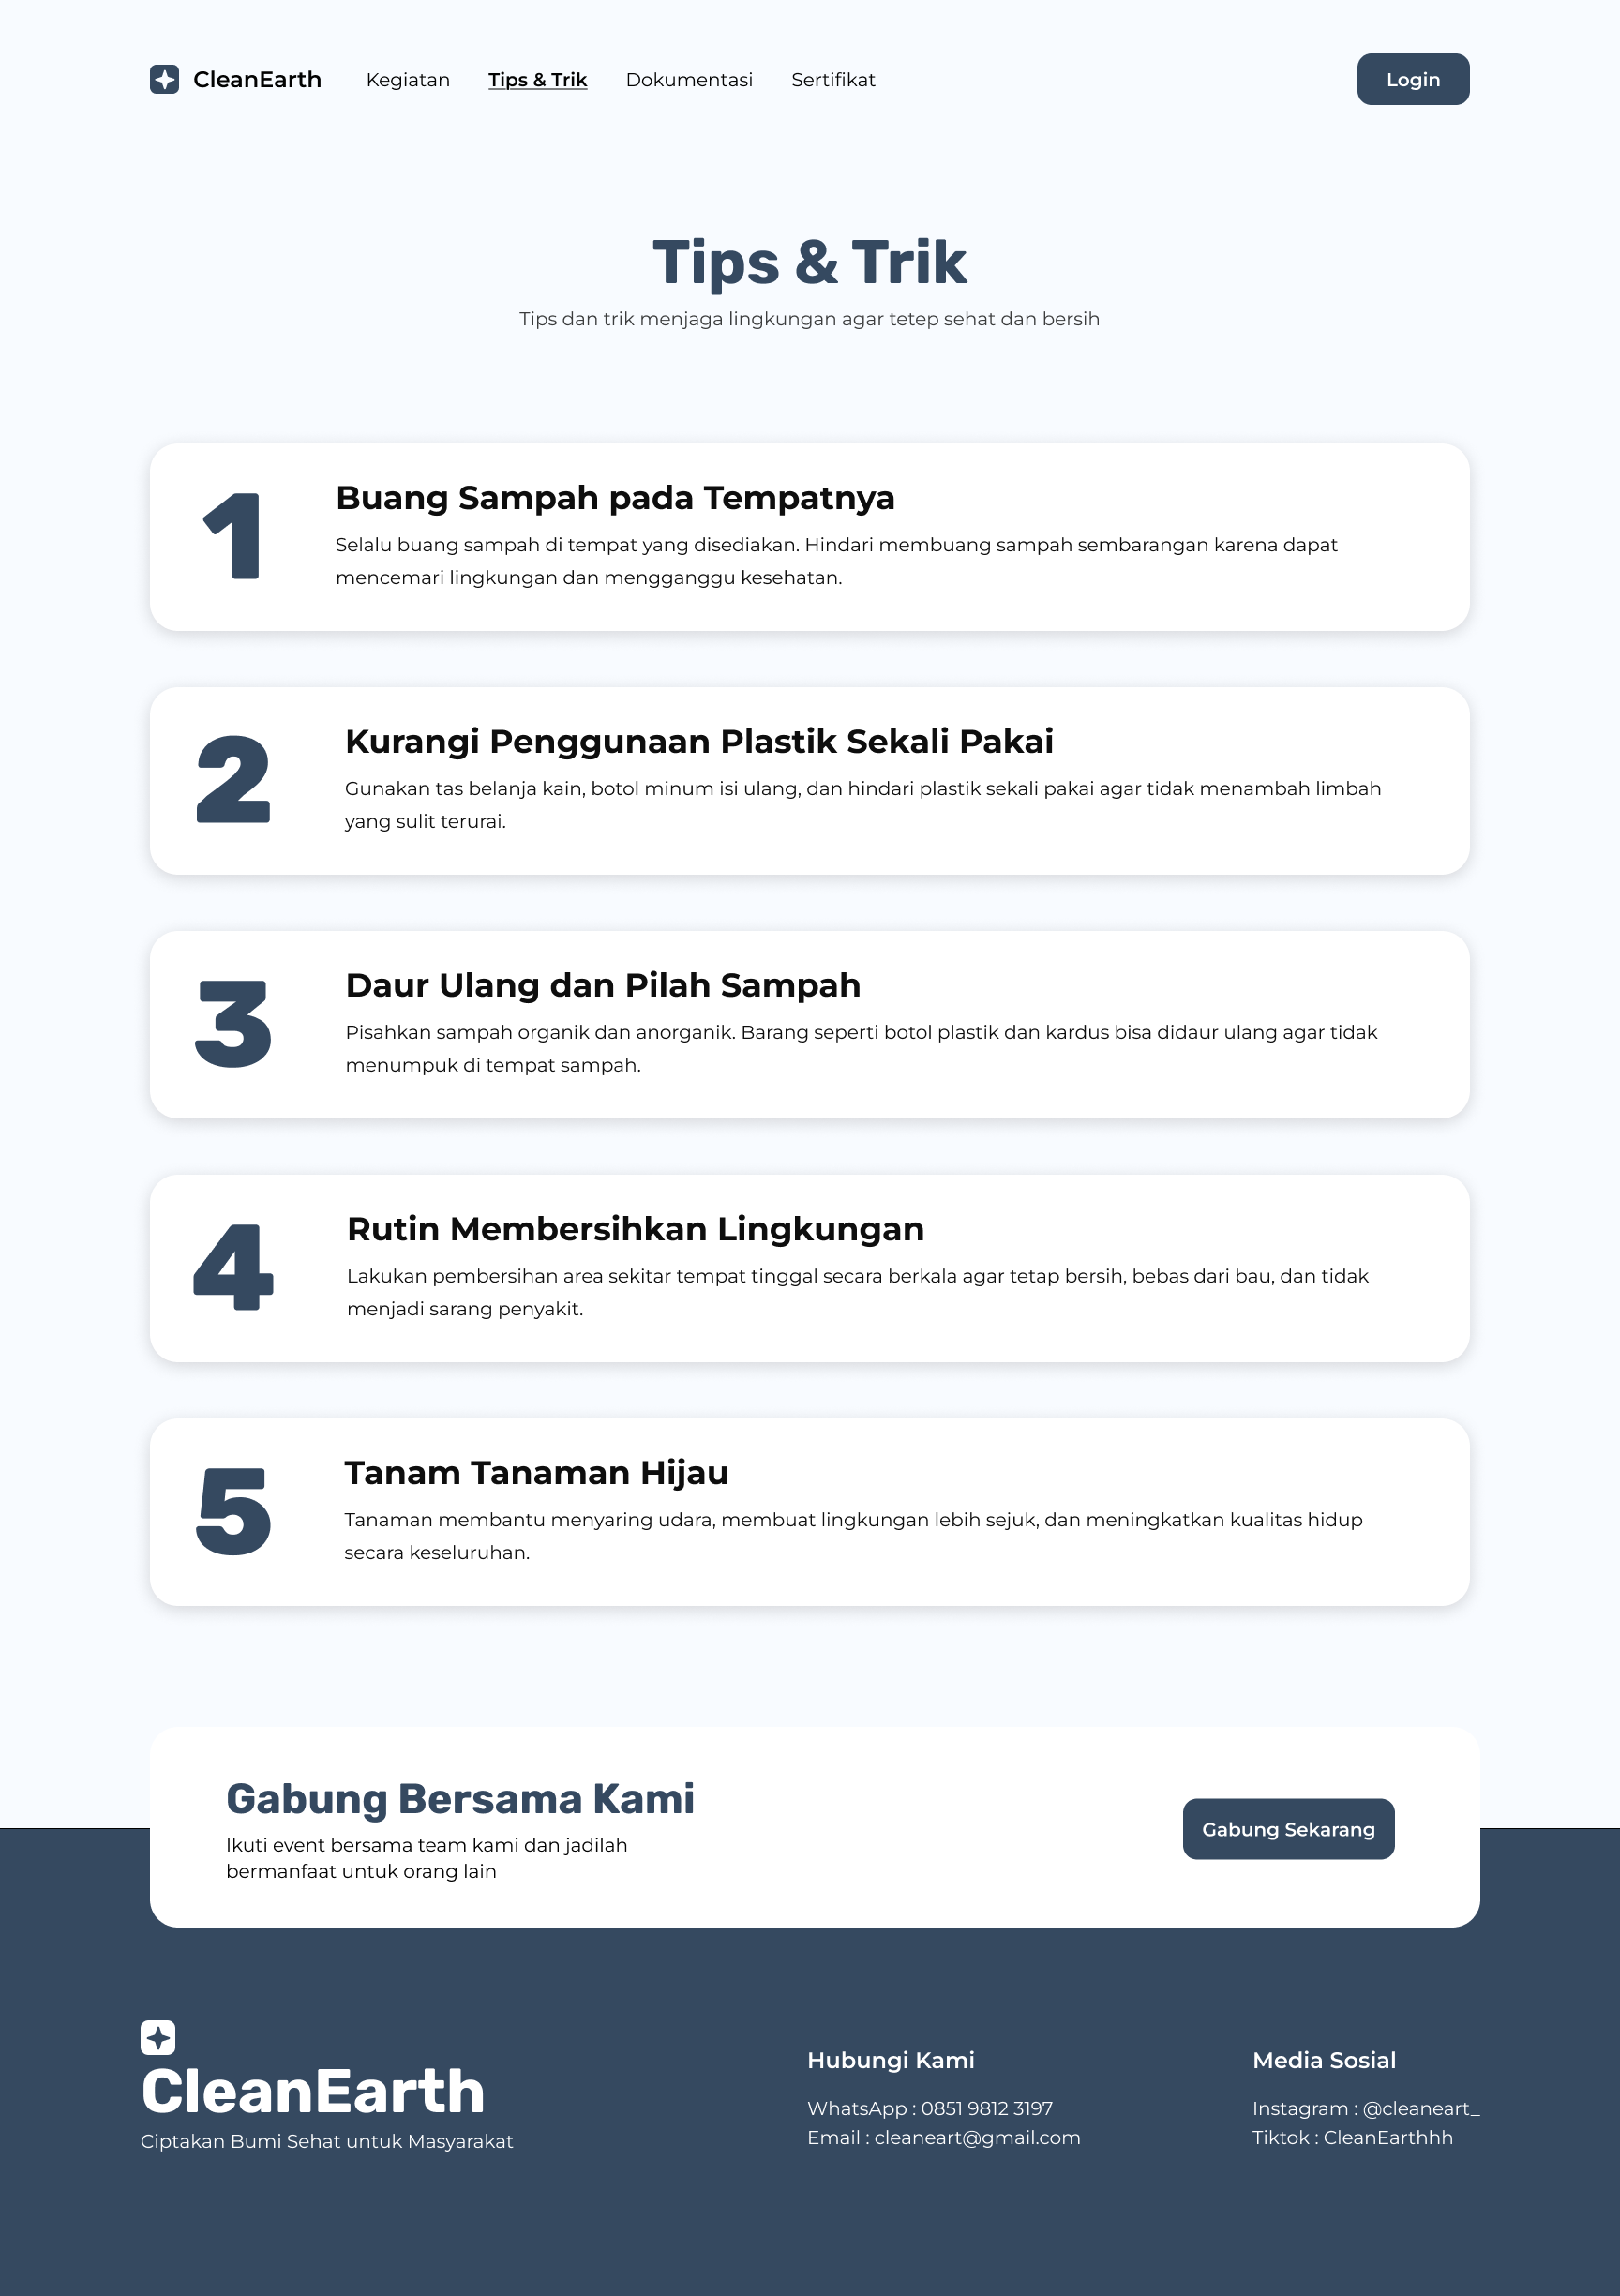 CleanEarth
Kegiatan
Tips & Trik
Dokumentasi
Sertifikat
Login
Tips & Trik
Tips dan trik menjaga lingkungan agar tetep sehat dan bersih
1
Buang Sampah pada Tempatnya
Selalu buang sampah di tempat yang disediakan. Hindari membuang sampah sembarangan karena dapat
mencemari lingkungan dan mengganggu kesehatan.
2
Kurangi Penggunaan Plastik Sekali Pakai
Gunakan tas belanja kain, botol minum isi ulang, dan hindari plastik sekali pakai agar tidak menambah limbah
yang sulit terurai.
3
Daur Ulang dan Pilah Sampah
Pisahkan sampah organik dan anorganik. Barang seperti botol plastik dan kardus bisa didaur ulang agar tidak
menumpuk di tempat sampah.
4
Rutin Membersihkan Lingkungan
Lakukan pembersihan area sekitar tempat tinggal secara berkala agar tetap bersih, bebas dari bau, dan tidak
menjadi sarang penyakit.
5
Tanam Tanaman Hijau
Tanaman membantu menyaring udara, membuat lingkungan lebih sejuk, dan meningkatkan kualitas hidup
secara keseluruhan.
Gabung Bersama Kami
Ikuti event bersama team kami dan jadilah
bermanfaat untuk orang lain
Gabung Sekarang
CleanEarth
Ciptakan Bumi Sehat untuk Masyarakat
Hubungi Kami
WhatsApp : 0851 9812 3197
Email : cleaneart@gmail.com
Media Sosial
Instagram : @cleaneart_
Tiktok : CleanEarthhh